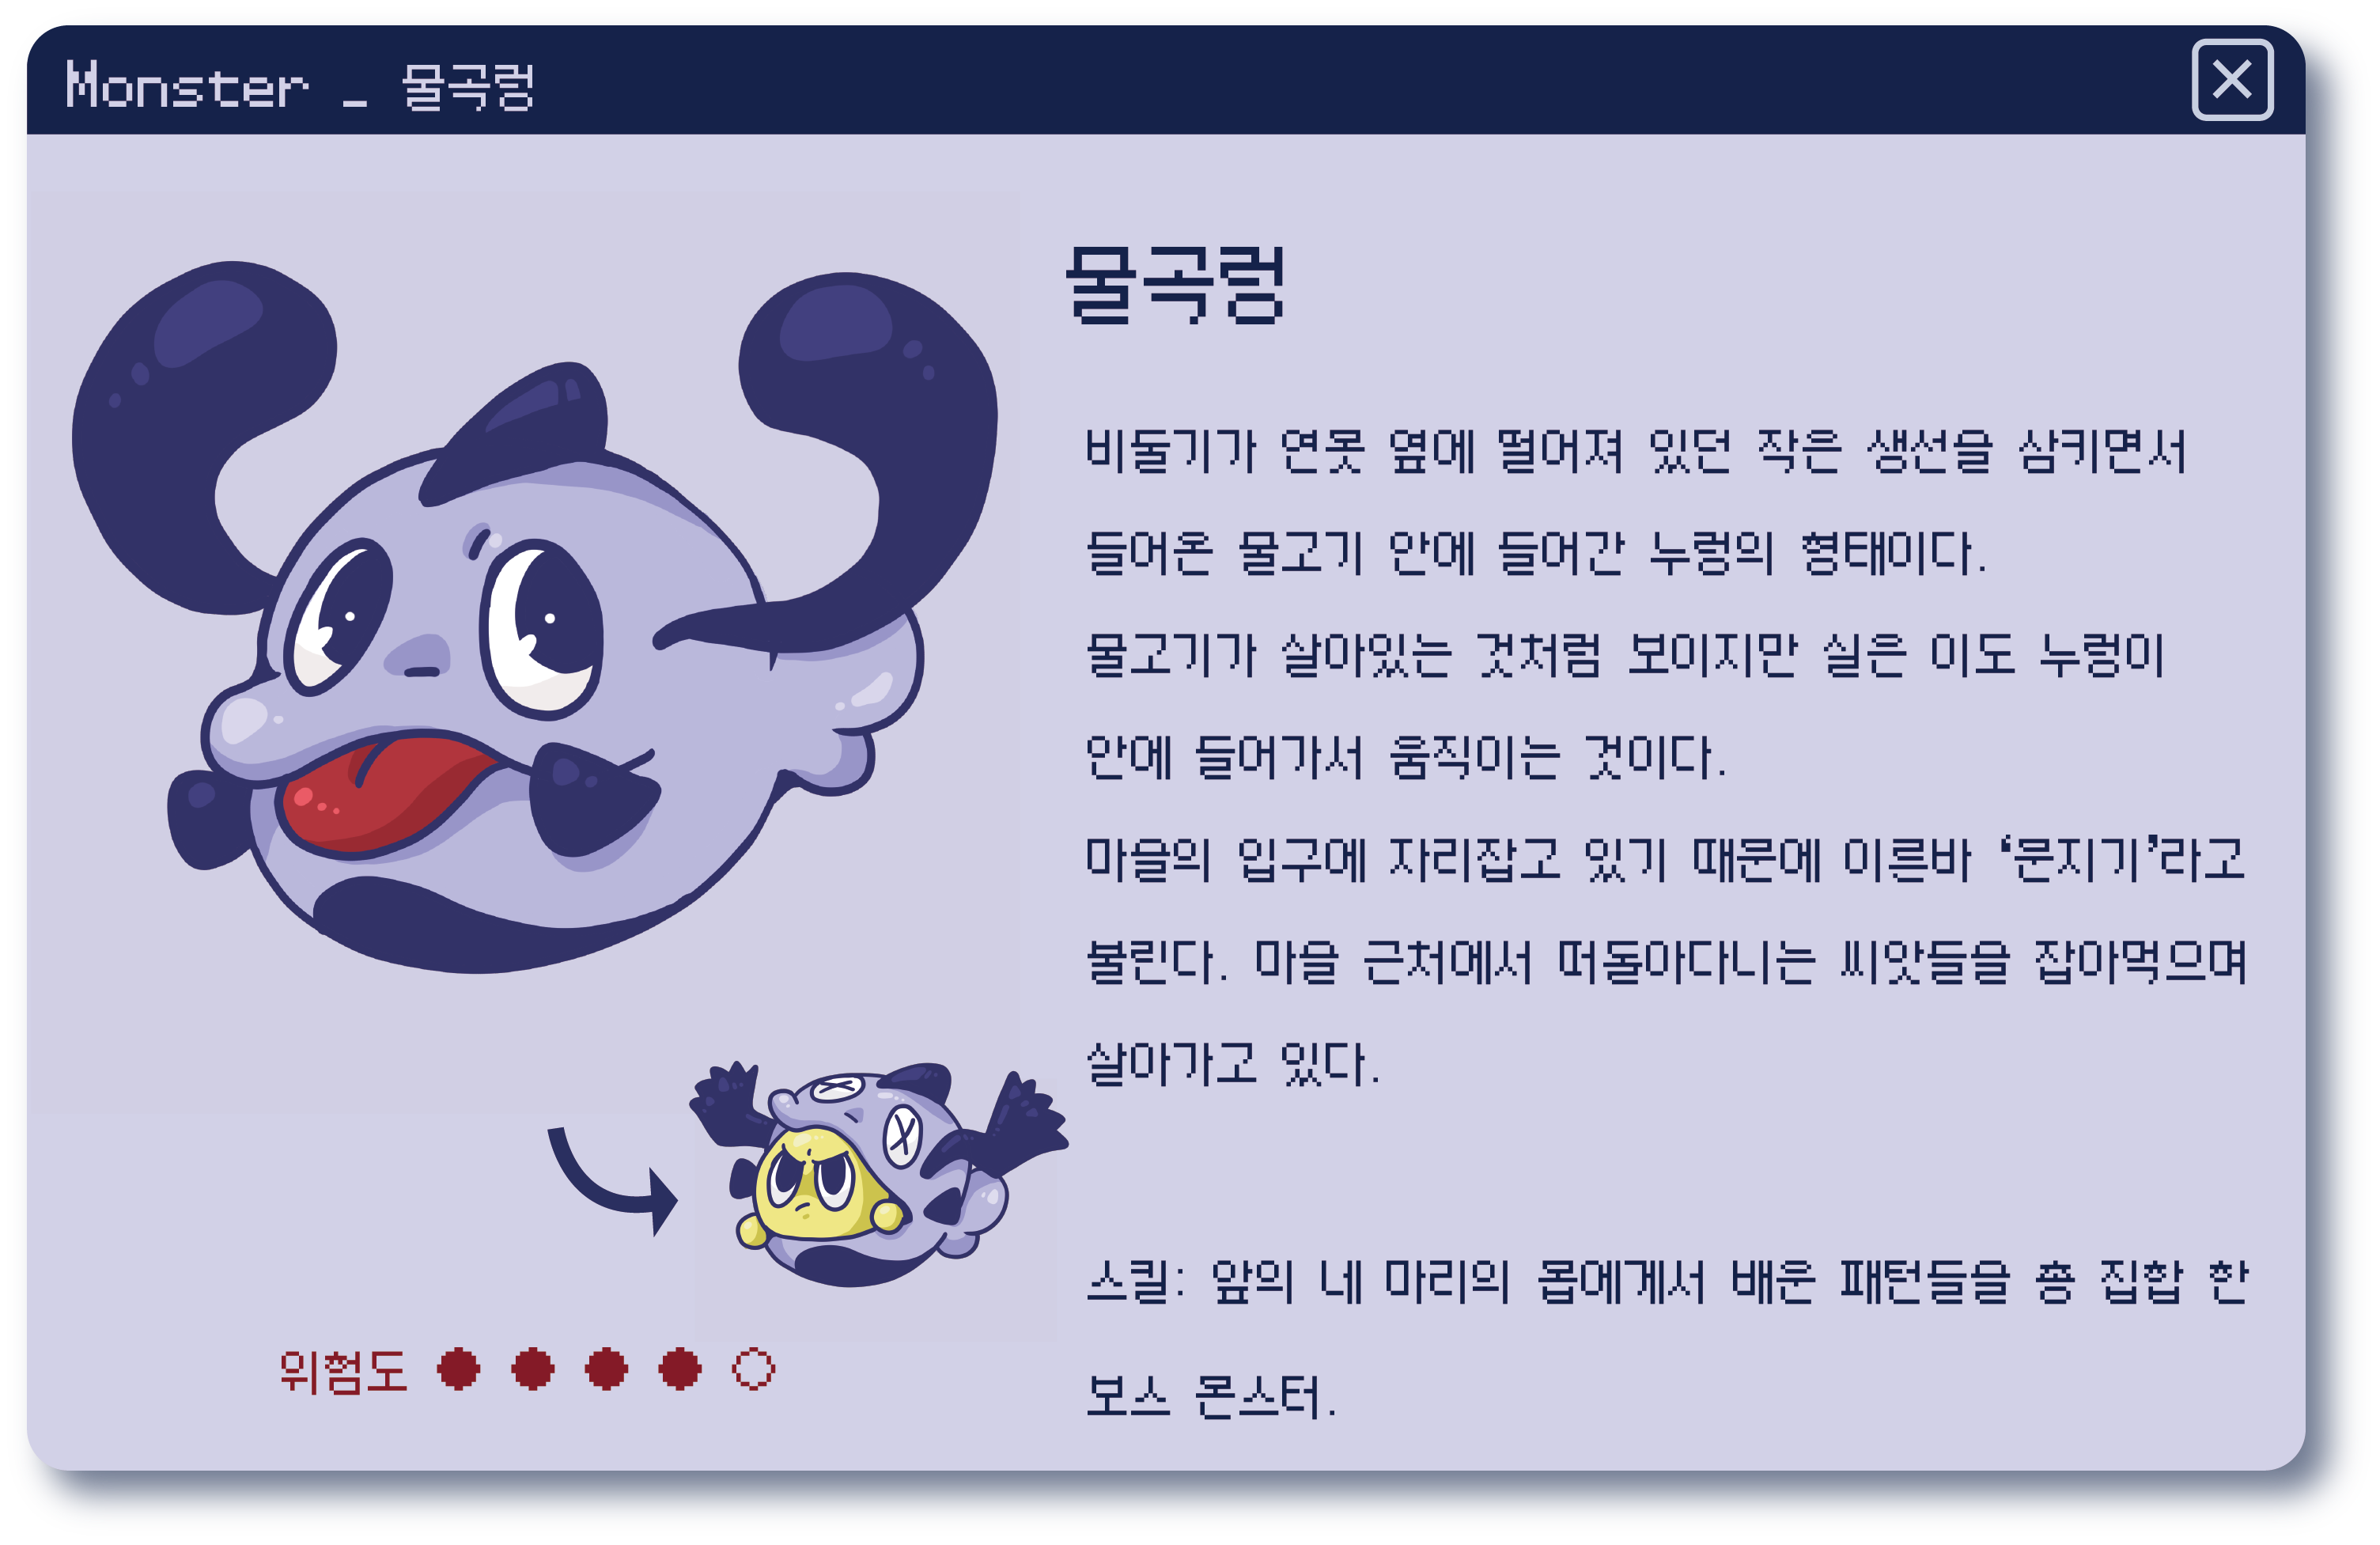 Monster _ 물곡렁
물곡렁
비둘기가 연못 옆에 떨어져 있던 작은 생선을 삼키면서
들어온 물고기 안에 들어간 누렁의 형태이다.
물고기가 살아있는 것처럼 보이지만 실은 이도 누렁이
안에 들어가서 움직이는 것이다.
마을의 입구에 자리잡고 있기 때문에 이른바 ‘문지기’라고
불린다. 마을 근처에서 떠돌아다니는 씨앗들을 잡아먹으며
살아가고 있다.
스킬: 앞의 네 마리의 몹에게서 배운 패턴들을 총 집합 한
보스 몬스터.
위험도